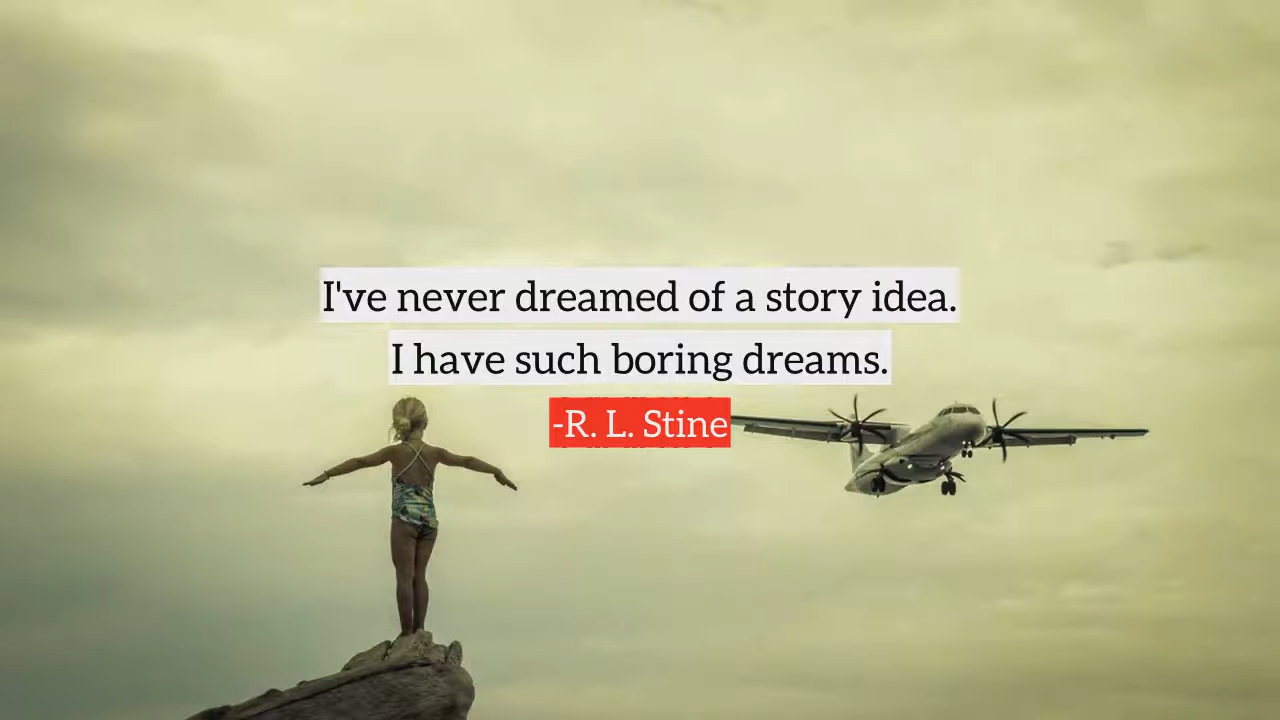 I've never dreamed of a story idea.
I have such boring dreams.
-R. L. Stine